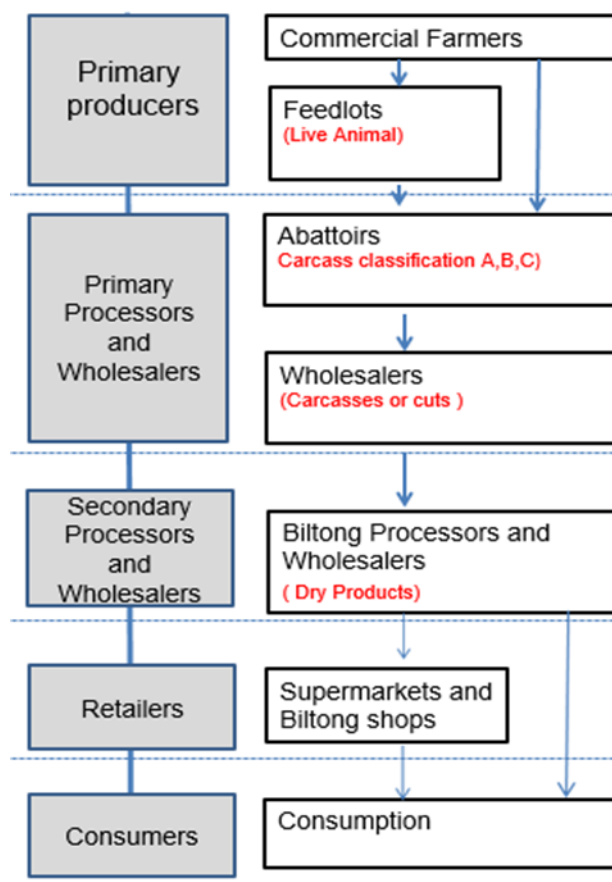 Primary
producers
Commercial Farmers
Feedlots
(Live Animal)
Primary
Processors
and
Wholesalers
Abattoirs
Carcass classification A,B,C)
Wholesalers
(Carcasses or cuts )
Secondary
Processors
and
Wholesalers
Biltong Processors and
Wholesalers
( Dry Products)
Retailers
Supermarkets and
Biltong shops
Consumers
Consumption